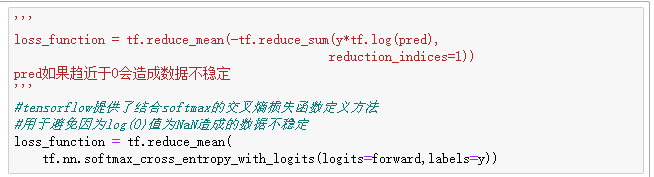 '''
loss_function = tf.reduce_mean(-tf.reduce_sum(y*tf.log(pred),
reduction_indices=1))
pred如果趋近于0会造成数据不稳定
'''
#tensorflow提供了结合softmax的交叉熵损失函数定义方法
#用于避免因为log(0)值为NaN造成的数据不稳定
loss_function = tf.reduce_mean(
tf.nn.softmax_cross_entropy_with_logits(logits=forward,labels=y))